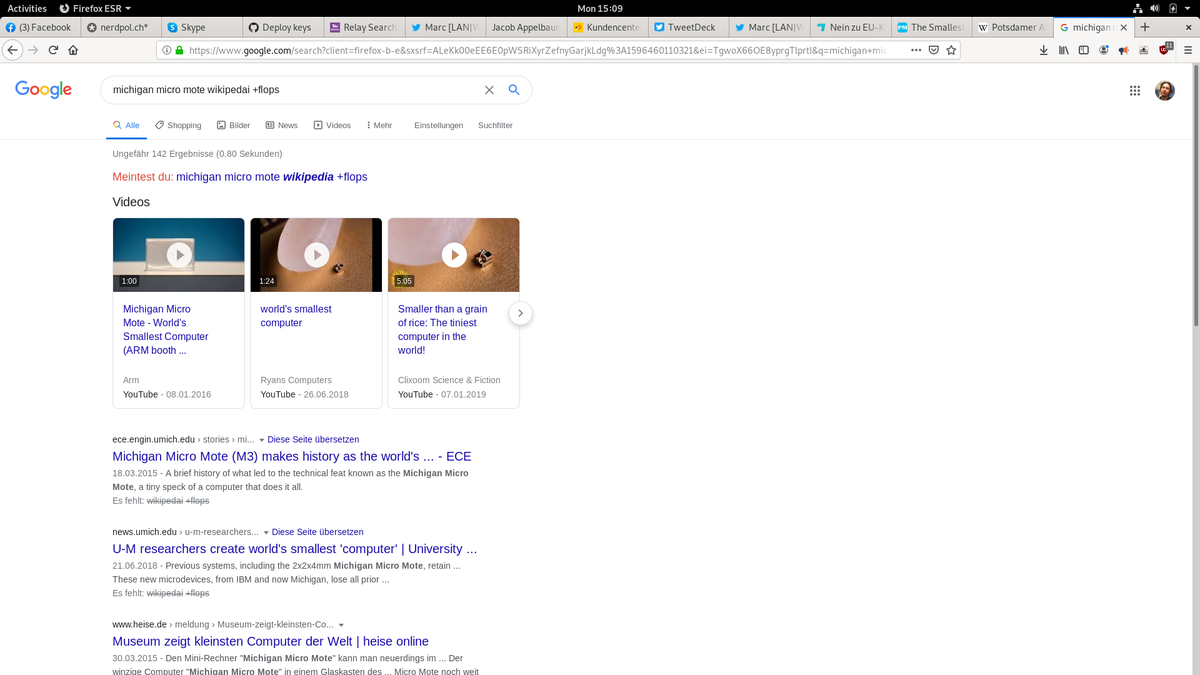 Activities Firefox ESR Mon 15:09
(3) Facebook nerdpol.ch* Skype Deploy keys Relay Search Marc [LAN] Jacob Appelbaum Kundencenter TweetDeck Marc [LAN] Nein zu EU-K The Smallest Potsdamer A michigan m
https://www.google.com/search?client=firefox-b-e&sxsrf=ALeKk00eEE6E0pWSRiXyrZefnyGarjkLdg%3A1596460110321&ei=TgwoX66OE8yprgTlprtI&q=michigan+mic
Google michigan micro mote wikipedai +flops
Alle Shopping Bilder News Videos Mehr Einstellungen Suchfilter
Ungefähr 142 Ergebnisse (0.80 Sekunden)
Meintest du: michigan micro mote wikipedia +flops
Videos
1:00 1:24 5:05
Michigan Micro
Mote - World's
Smallest Computer
(ARM booth ...
Arm
YouTube - 08.01.2016
world's smallest
computer
Ryans Computers
YouTube - 26.06.2018
Smaller than a grain
of rice: The tiniest
computer in the
world!
Clixoom Science & Fiction
YouTube - 07.01.2019
ece.engin.umich.edu › stories › mi... Diese Seite übersetzen
Michigan Micro Mote (M3) makes history as the world's ... - ECE
18.03.2015 - A brief history of what led to the technical feat known as the Michigan Micro
Mote, a tiny speck of a computer that does it all.
Es fehlt: wikipedai +flops
news.umich.edu › u-m-researchers... Diese Seite übersetzen
U-M researchers create world's smallest 'computer' | University ...
21.06.2018 - Previous systems, including the 2x2x4mm Michigan Micro Mote, retain ...
These new microdevices, from IBM and now Michigan, lose all prior ...
Es fehlt: wikipedai +flops
www.heise.de › meldung › Museum-zeigt-kleinsten-Co...
Museum zeigt kleinsten Computer der Welt | heise online
30.03.2015 - Den Mini-Rechner "Michigan Micro Mote" kann man neuerdings im ... Der
winzige Computer "Michigan Micro Mote" in einem Glaskasten des ... Micro Mote noch weit